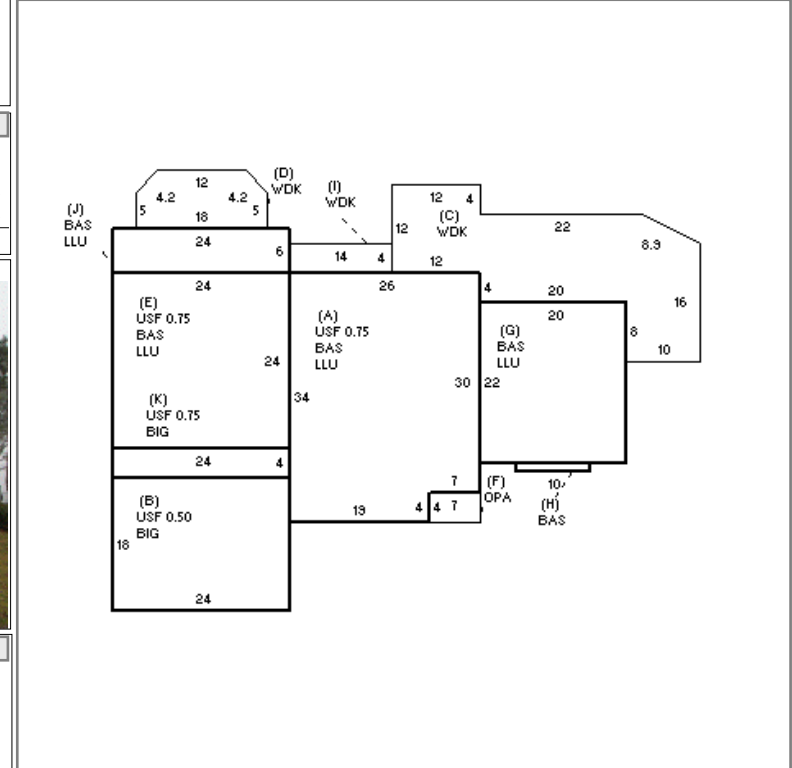 (D)
WDK
12
4.2
4.2
5
18
5
(J)
BAS
LLU
(I)
WDK
12
4
(C)
WDK
12
12
22
8.9
24
6
14
4
24
26
4
20
16
(E)
USF 0.75
BAS
LLU
(A)
USF 0.75
BAS
LLU
20
(G)
BAS
LLU
8
10
24
34
30
22
(K)
USF 0.75
BIG
24
4
7
(F)
OPA
(B)
USF 0.50
BIG
19
4
4
7
10
(H)
BAS
18
24